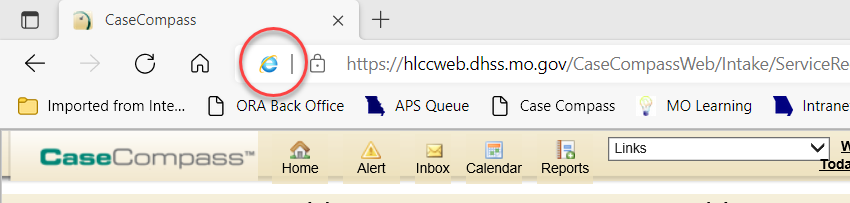 CaseCompass
https://hlccweb.dhss.mo.gov/CaseCompassWeb/Intake/ServiceRe
Imported from Inte... ORA Back Office APS Queue Case Compass MO Learning Intrane
CaseCompass™ Home Alert Inbox Calendar Reports Links
Toda